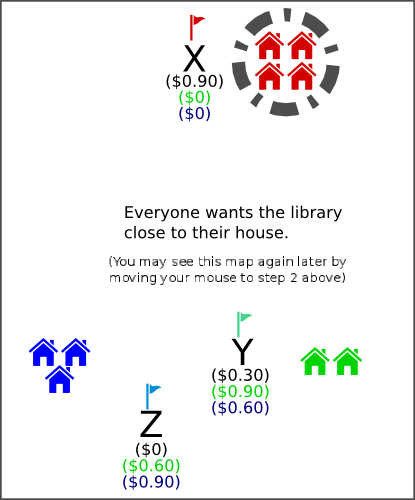 X
($0.90)
($0)
($0)
Everyone wants the library
close to their house.
(You may see this map again later by
moving your mouse to step 2 above)
Y
($0.30)
($0.90)
($0.60)
Z
($0)
($0.60)
($0.90)